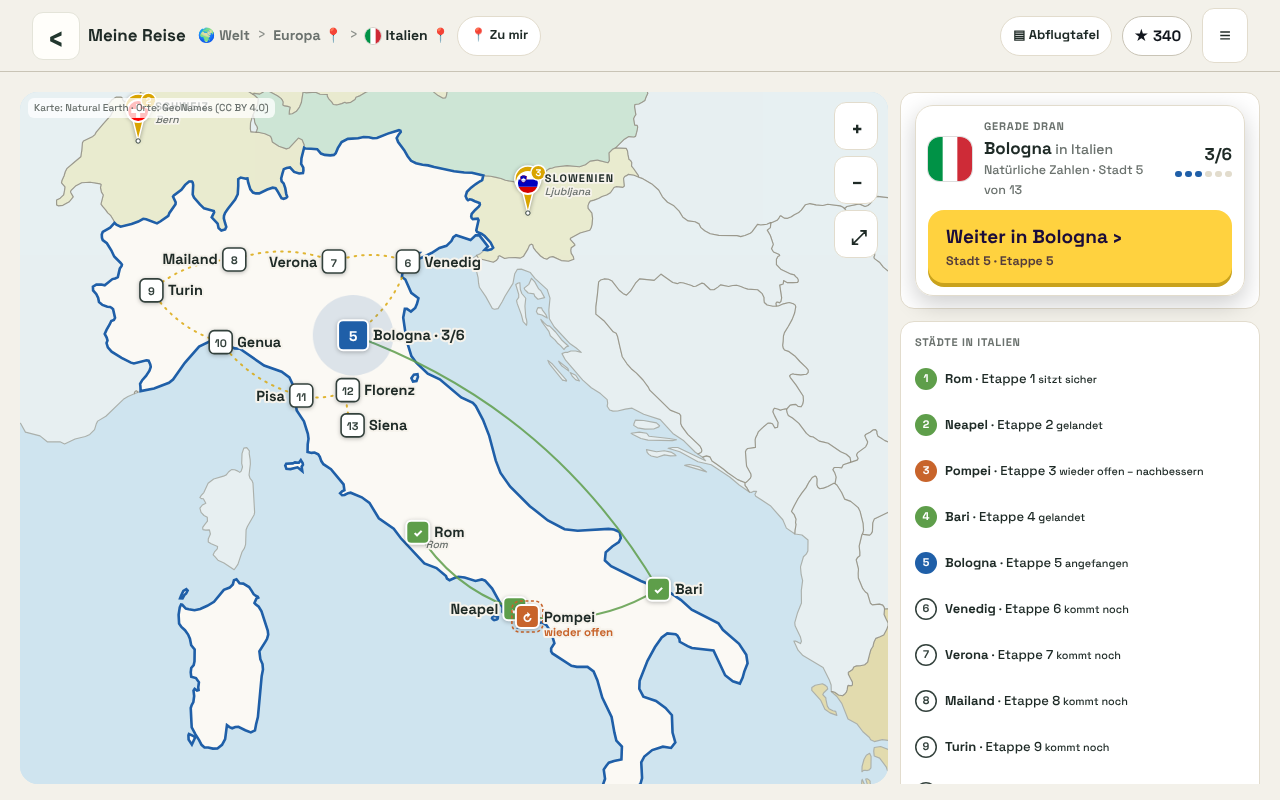 <
Meine Reise
Welt > Europa > Italien
Zu mir
Abflugtafel
★ 340
≡
Karte: Natural Earth · Orte: GeoNames (CC BY 4.0)
Bern
3
SLOWENIEN
Ljubljana
+
–
Mailand 8
Verona 7
6 Venedig
9 Turin
5 Bologna · 3/6
10 Genua
Pisa 11
12 Florenz
13 Siena
Rom
Rom
Bari
Neapel
Pompei
wieder offen
GERADE DRAN
Bologna in Italien
3/6
Natürliche Zahlen · Stadt 5
von 13
Weiter in Bologna >
Stadt 5 · Etappe 5
STÄDTE IN ITALIEN
1 Rom · Etappe 1 sitzt sicher
2 Neapel · Etappe 2 gelandet
3 Pompei · Etappe 3 wieder offen – nachbessern
4 Bari · Etappe 4 gelandet
5 Bologna · Etappe 5 angefangen
6 Venedig · Etappe 6 kommt noch
7 Verona · Etappe 7 kommt noch
8 Mailand · Etappe 8 kommt noch
9 Turin · Etappe 9 kommt noch